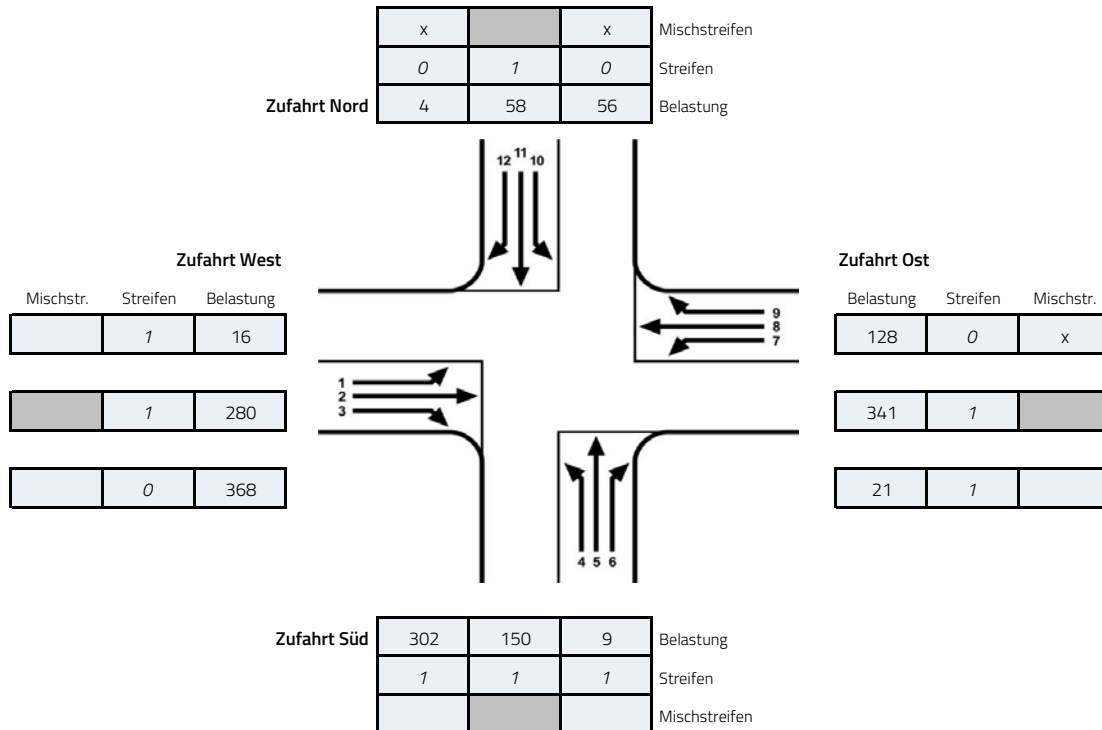 x x Mischstreifen
0 1 0 Streifen
Zufahrt Nord 4 58 56 Belastung
12 11 10
Zufahrt West
Mischstr. Streifen Belastung
1 16
1 280
0 368
1
2
3
Zufahrt Ost
Belastung Streifen Mischstr.
128 0 x
341 1
21 1
9
8
7
4 5 6
Zufahrt Süd 302 150 9 Belastung
1 1 1 Streifen
Mischstreifen